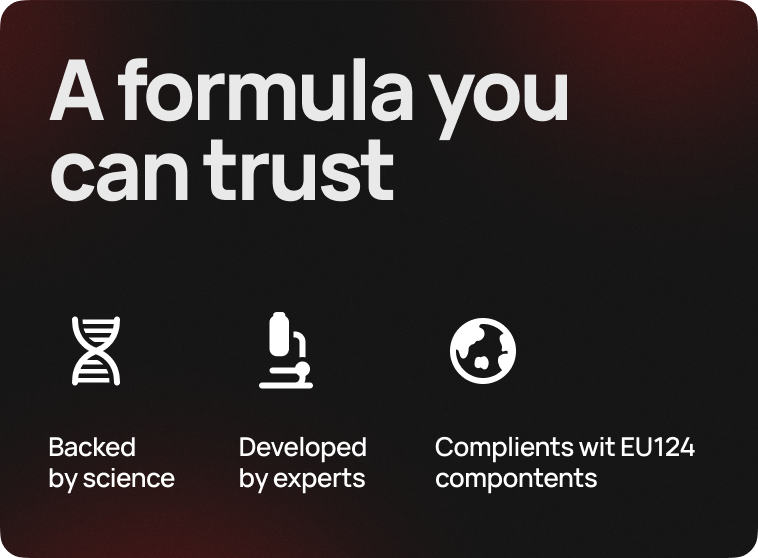 A formula you
can trust
Backed
by science
Developed
by experts
Complients wit EU124
compontents